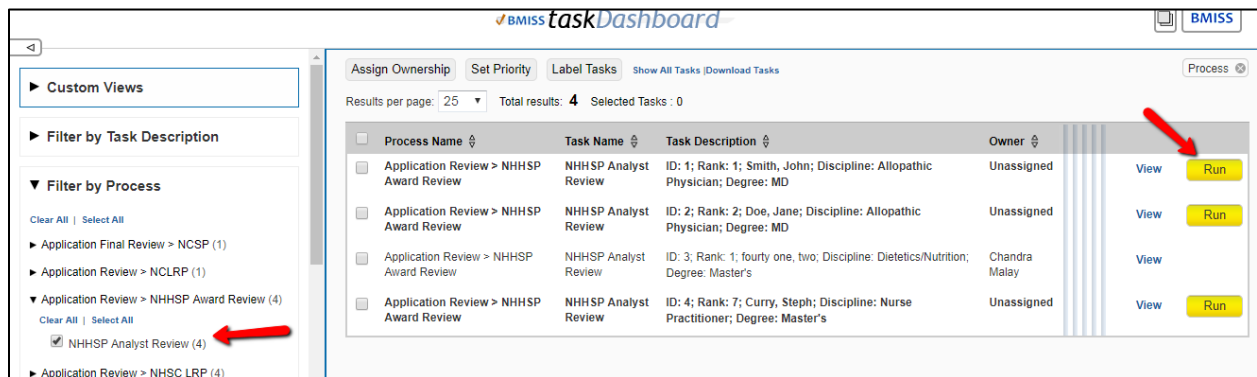 BMISS taskDashboard
BMISS
Custom Views
Filter by Task Description
Filter by Process
Clear All | Select All
Application Final Review > NCSP (1)
Application Review > NCLRP (1)
Application Review > NHHSP Award Review (4)
Clear All | Select All
NHHSP Analyst Review (4)
Application Review > NHSC LRP (4)
Assign Ownership Set Priority Label Tasks Show All Tasks |Download Tasks Process
Results per page: 25 Total results: 4 Selected Tasks : 0
Process Name Task Name Task Description Owner
Application Review > NHHSP NHHSP Analyst ID: 1; Rank: 1; Smith, John; Discipline: Allopathic Unassigned View Run
Award Review Review Physician; Degree: MD
Application Review > NHHSP NHHSP Analyst ID: 2; Rank: 2; Doe, Jane; Discipline: Allopathic Unassigned View Run
Award Review Review Physician; Degree: MD
Application Review > NHHSP NHHSP Analyst ID: 3; Rank: 1; fourty one, two; Discipline: Dietetics/Nutrition; Chandra View
Award Review Review Degree: Master's Malay
Application Review > NHHSP NHHSP Analyst ID: 4; Rank: 7; Curry, Steph; Discipline: Nurse Unassigned View Run
Award Review Review Practitioner; Degree: Master's